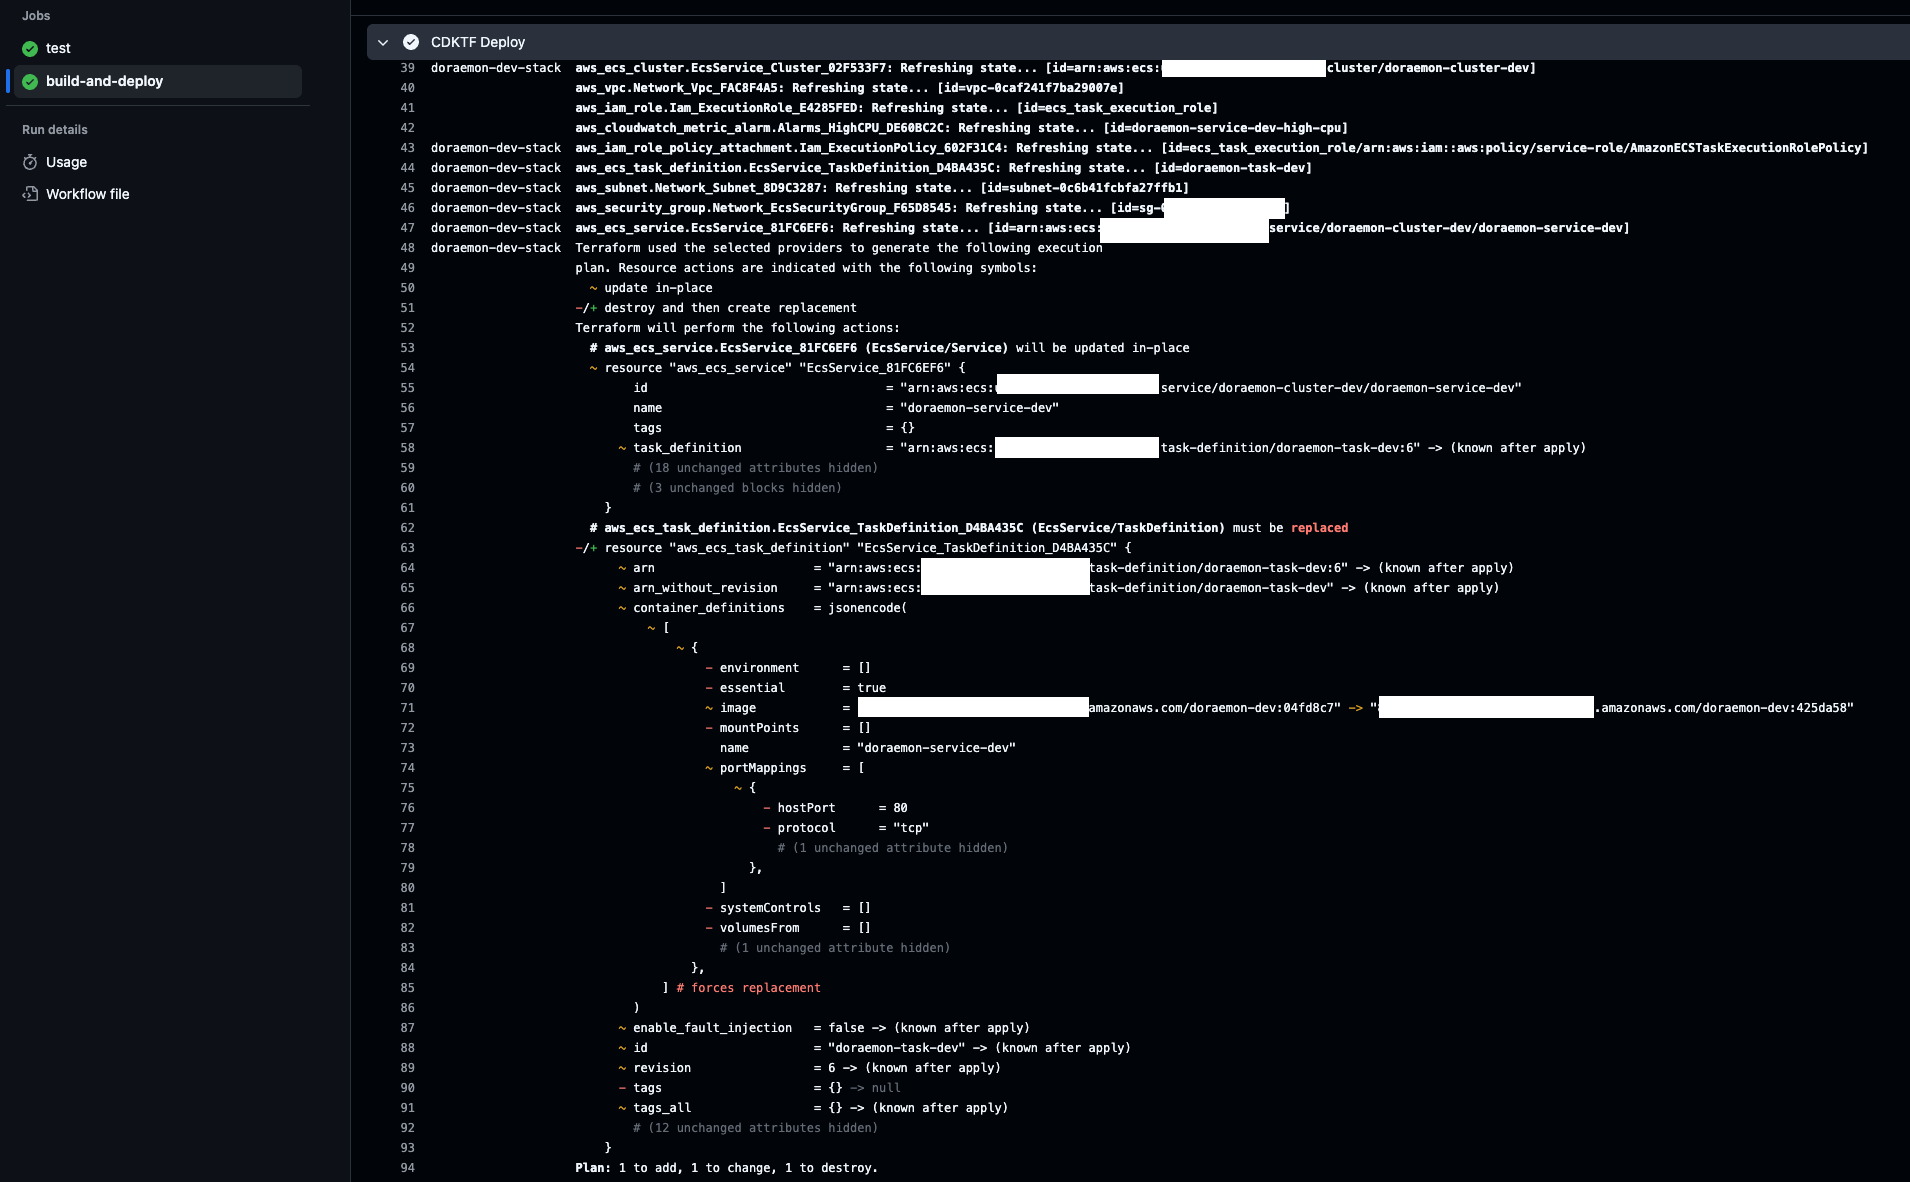 Jobs
test
build-and-deploy
Run details
Usage
Workflow file
CDKTF Deploy
39 doraemon-dev-stack aws_ecs_cluster.EcsService_Cluster_02F533F7: Refreshing state... [id=arn:aws:ecs: cluster/doraemon-cluster-dev]
40 aws_vpc.Network_Vpc_FAC8F4A5: Refreshing state... [id=vpc-0caf241f7ba29007e]
41 aws_iam_role.Iam_ExecutionRole_E4285FED: Refreshing state... [id=ecs_task_execution_role]
42 aws_cloudwatch_metric_alarm.Alarms_HighCPU_DE60BC2C: Refreshing state... [id=doraemon-service-dev-high-cpu]
43 doraemon-dev-stack aws_iam_role_policy_attachment.Iam_ExecutionPolicy_602F31C4: Refreshing state... [id=ecs_task_execution_role/arn:aws:iam::aws:policy/service-role/AmazonECSTaskExecutionRolePolicy]
44 doraemon-dev-stack aws_ecs_task_definition.EcsService_TaskDefinition_D4BA435C: Refreshing state... [id=doraemon-task-dev]
45 doraemon-dev-stack aws_subnet.Network_Subnet_8D9C3287: Refreshing state... [id=subnet-0c6b41fcbfa27ffb1]
46 doraemon-dev-stack aws_security_group.Network_EcsSecurityGroup_F65D8545: Refreshing state... [id=sg- ]
47 doraemon-dev-stack aws_ecs_service.EcsService_81FC6EF6: Refreshing state... [id=arn:aws:ecs: service/doraemon-cluster-dev/doraemon-service-dev]
48 doraemon-dev-stack Terraform used the selected providers to generate the following execution
49 plan. Resource actions are indicated with the following symbols:
50 ~ update in-place
51 -/+ destroy and then create replacement
52 Terraform will perform the following actions:
53 # aws_ecs_service.EcsService_81FC6EF6 (EcsService/Service) will be updated in-place
54 ~ resource "aws_ecs_service" "EcsService_81FC6EF6" {
55 id = "arn:aws:ecs: service/doraemon-cluster-dev/doraemon-service-dev"
56 name = "doraemon-service-dev"
57 tags = {}
58 ~ task_definition = "arn:aws:ecs: task-definition/doraemon-task-dev:6" -> (known after apply)
59 # (18 unchanged attributes hidden)
60 # (3 unchanged blocks hidden)
61 }
62 # aws_ecs_task_definition.EcsService_TaskDefinition_D4BA435C (EcsService/TaskDefinition) must be replaced
63 -/+ resource "aws_ecs_task_definition" "EcsService_TaskDefinition_D4BA435C" {
64 ~ arn = "arn:aws:ecs: task-definition/doraemon-task-dev:6" -> (known after apply)
65 ~ arn_without_revision = "arn:aws:ecs: task-definition/doraemon-task-dev" -> (known after apply)
66 ~ container_definitions = jsonencode(
67 ~ [
68 ~ {
69 - environment = []
70 - essential = true
71 ~ image = amazonaws.com/doraemon-dev:04fd8c7" -> " .amazonaws.com/doraemon-dev:425da58"
72 - mountPoints = []
73 name = "doraemon-service-dev"
74 ~ portMappings = [
75 ~ {
76 - hostPort = 80
77 - protocol = "tcp"
78 # (1 unchanged attribute hidden)
79 },
80 ]
81 - systemControls = []
82 - volumesFrom = []
83 # (1 unchanged attribute hidden)
84 },
85 ] # forces replacement
86 )
87 ~ enable_fault_injection = false -> (known after apply)
88 ~ id = "doraemon-task-dev" -> (known after apply)
89 ~ revision = 6 -> (known after apply)
90 - tags = {} -> null
91 ~ tags_all = {} -> (known after apply)
92 # (12 unchanged attributes hidden)
93 }
94 Plan: 1 to add, 1 to change, 1 to destroy.